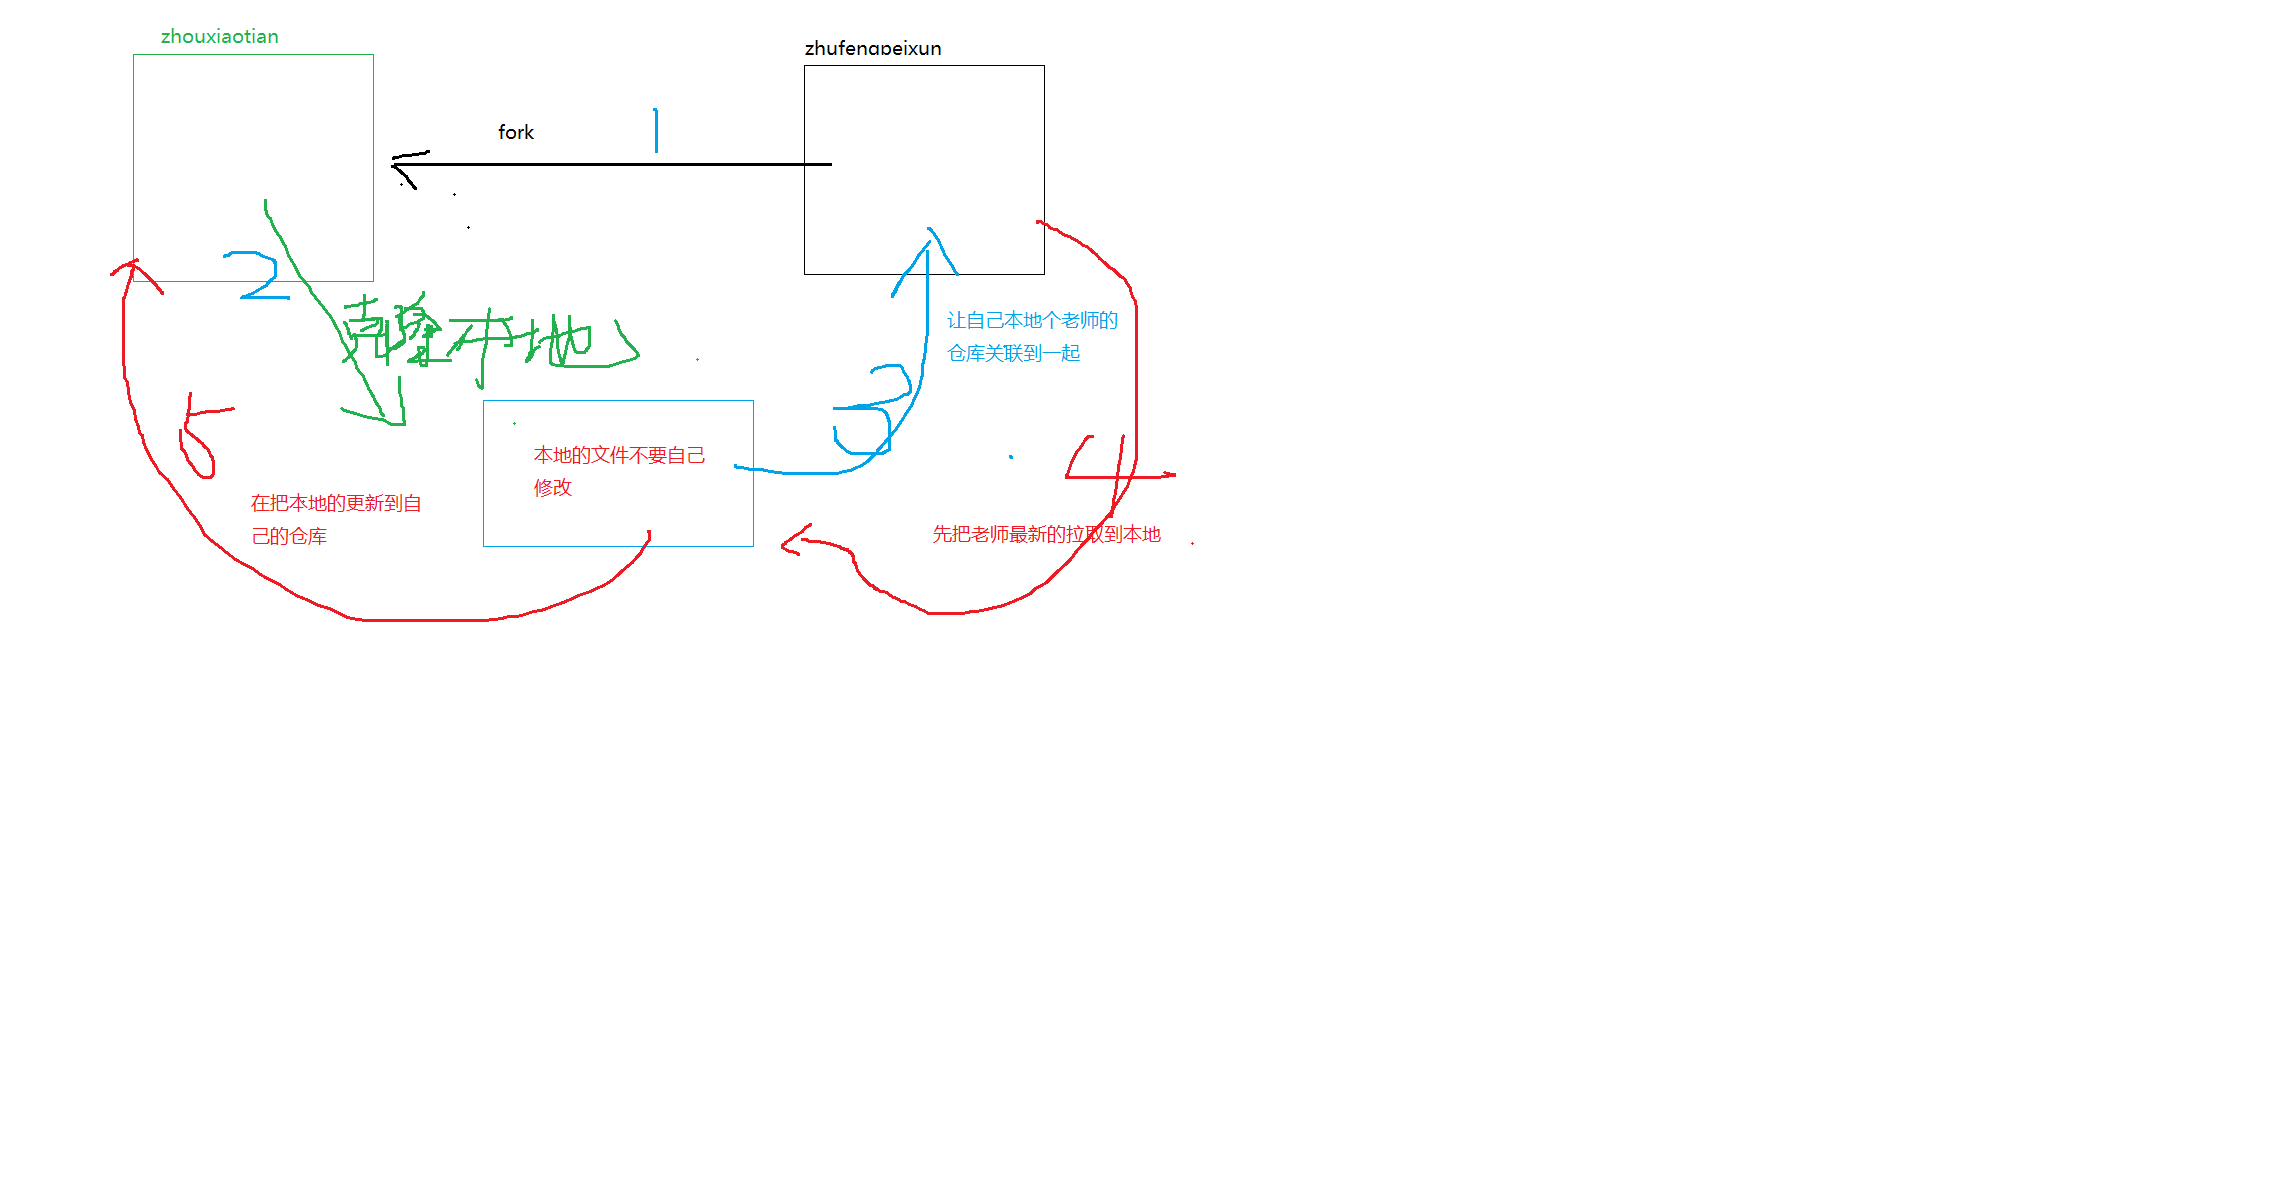 zhouxiaotian
zhufengpeixun
fork
1
2
克隆本地
让自己本地个老师的
仓库关联到一起
3
5
本地的文件不要自己
修改
4
在把本地的更新到自
己的仓库
先把老师最新的拉取到本地